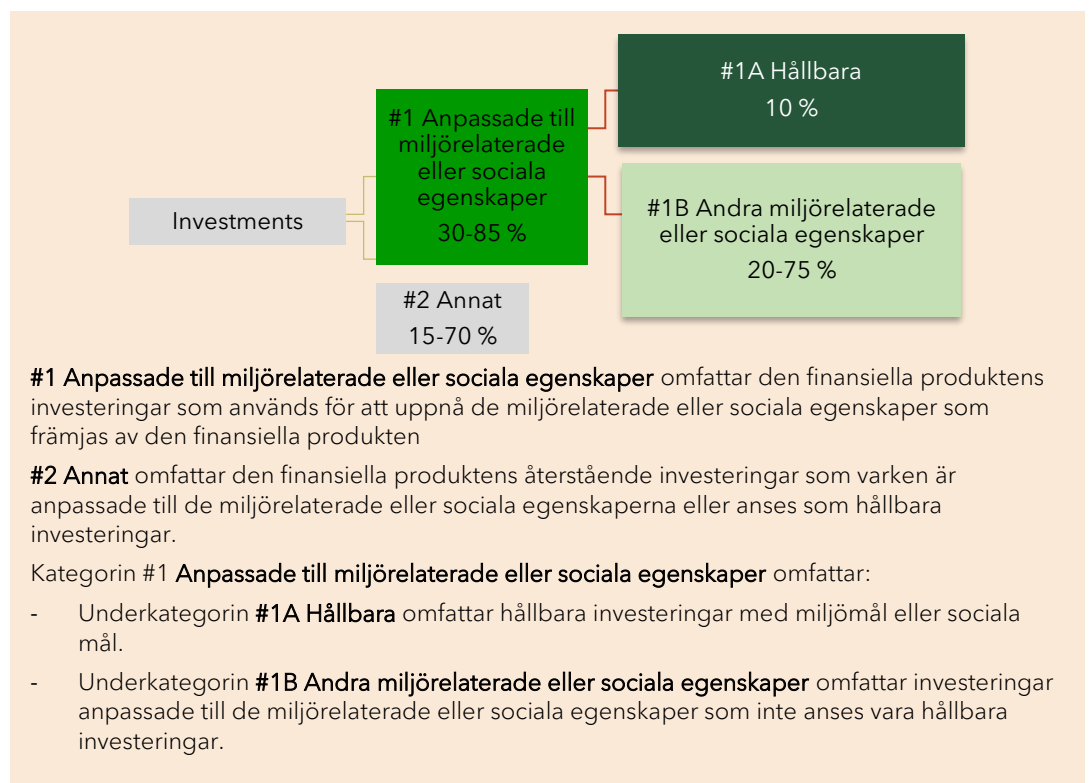 #1A Hållbara
10 %
#1 Anpassade till
miljörelaterade
eller sociala
egenskaper
30-85 %
Investments
#1B Andra miljörelaterade
eller sociala egenskaper
20-75 %
#2 Annat
15-70 %
#1 Anpassade till miljörelaterade eller sociala egenskaper omfattar den finansiella produktens
investeringar som används för att uppnå de miljörelaterade eller sociala egenskaper som
främjas av den finansiella produkten
#2 Annat omfattar den finansiella produktens återstående investeringar som varken är
anpassade till de miljörelaterade eller sociala egenskaperna eller anses som hållbara
investeringar.
Kategorin #1 Anpassade till miljörelaterade eller sociala egenskaper omfattar:
- Underkategorin #1A Hållbara omfattar hållbara investeringar med miljömål eller sociala
mål.
- Underkategorin #1B Andra miljörelaterade eller sociala egenskaper omfattar investeringar
anpassade till de miljörelaterade eller sociala egenskaper som inte anses vara hållbara
investeringar.